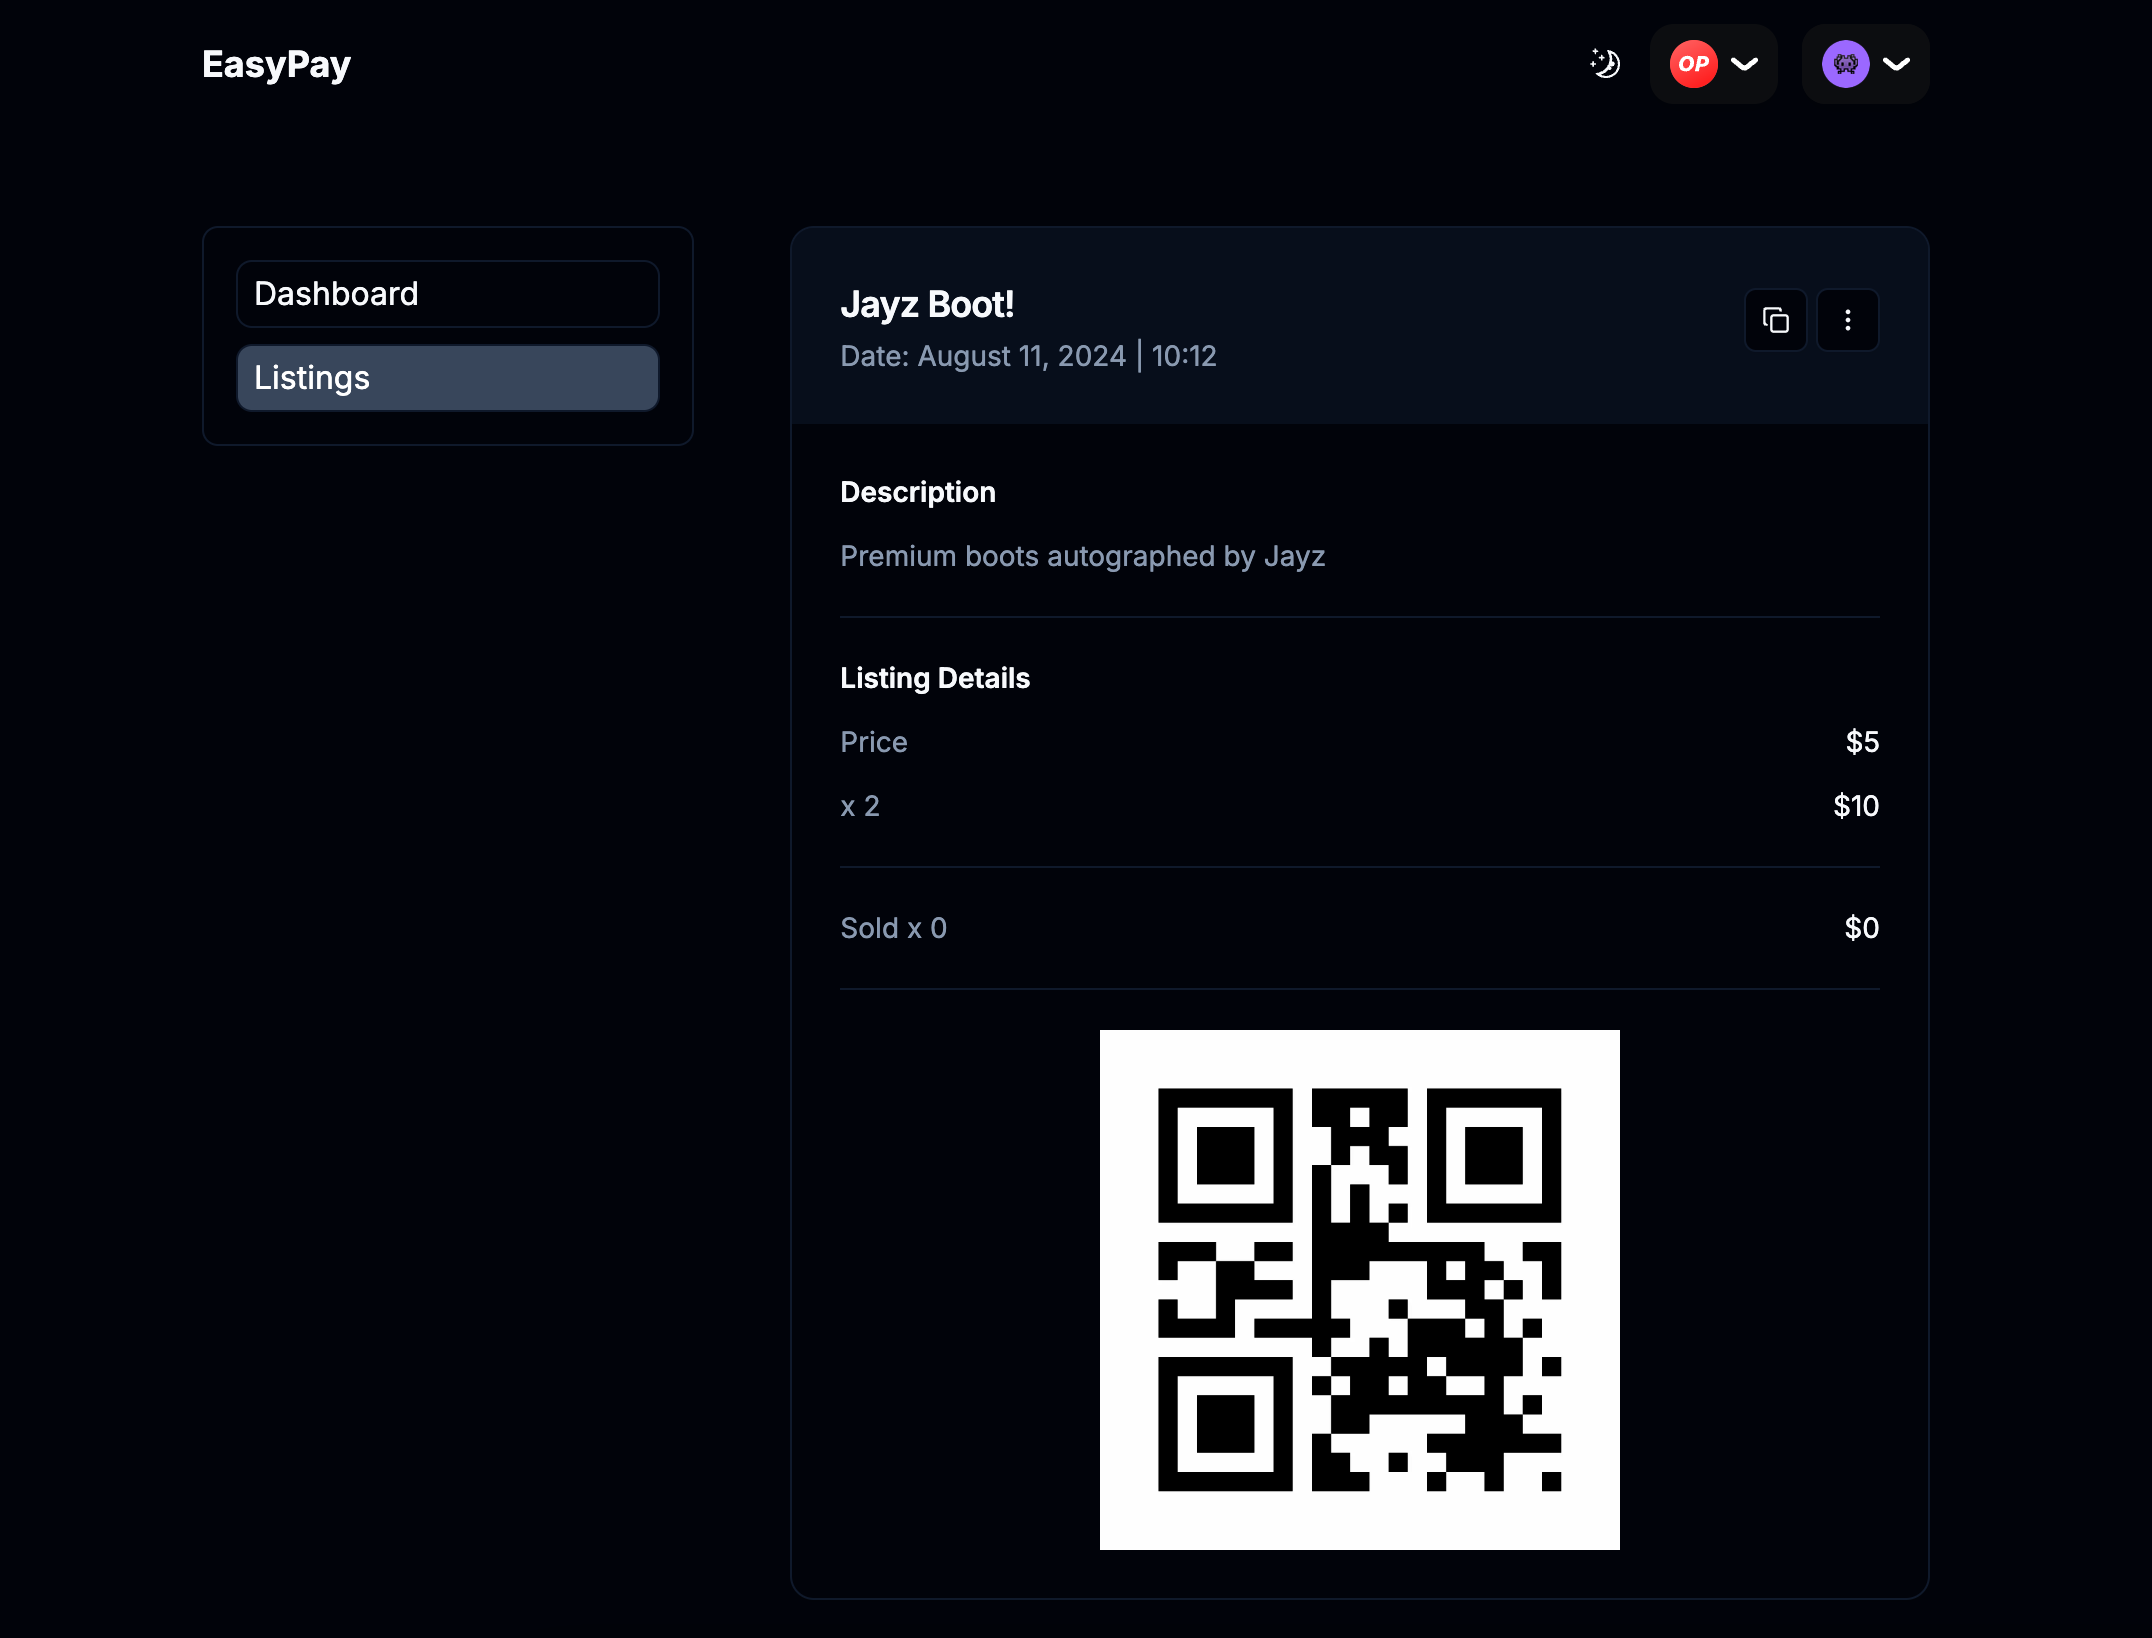 EasyPay
OP
Dashboard
Listings
Jayz Boot!
Date: August 11, 2024 | 10:12
Description
Premium boots autographed by Jayz
Listing Details
Price $5
x 2 $10
Sold x 0 $0